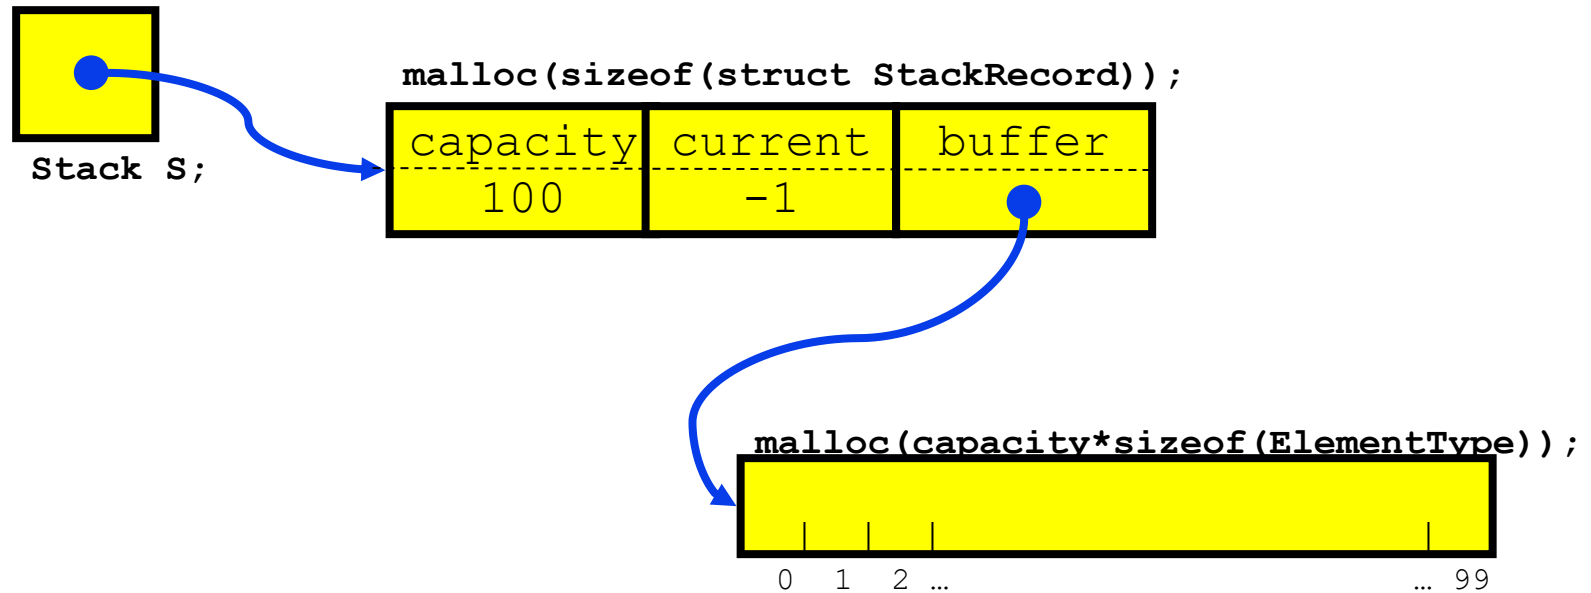 malloc(sizeof(struct StackRecord));
capacity current buffer
Stack S;
100 -1
malloc(capacity*sizeof(ElementType));
0 1 2 … … 99